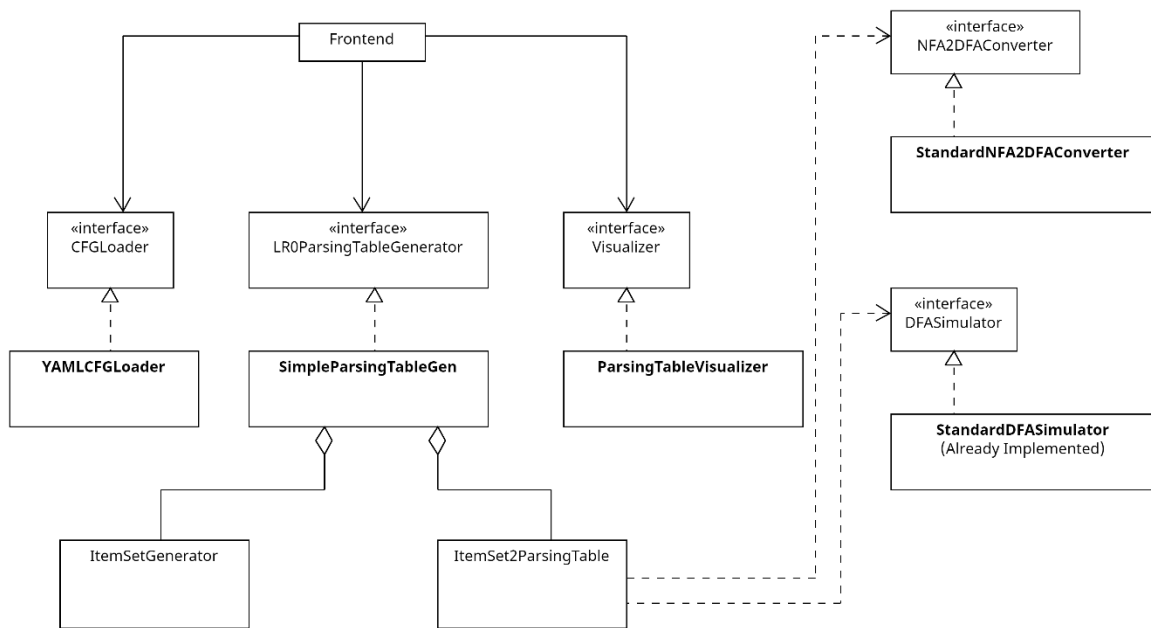 Frontend
«interface»
NFA2DFAConverter
StandardNFA2DFAConverter
«interface»
CFGLoader
«interface»
LR0ParsingTableGenerator
«interface»
Visualizer
«interface»
DFASimulator
YAMLCFGLoader
SimpleParsingTableGen
ParsingTableVisualizer
StandardDFASimulator
(Already Implemented)
ItemSetGenerator
ItemSet2ParsingTable